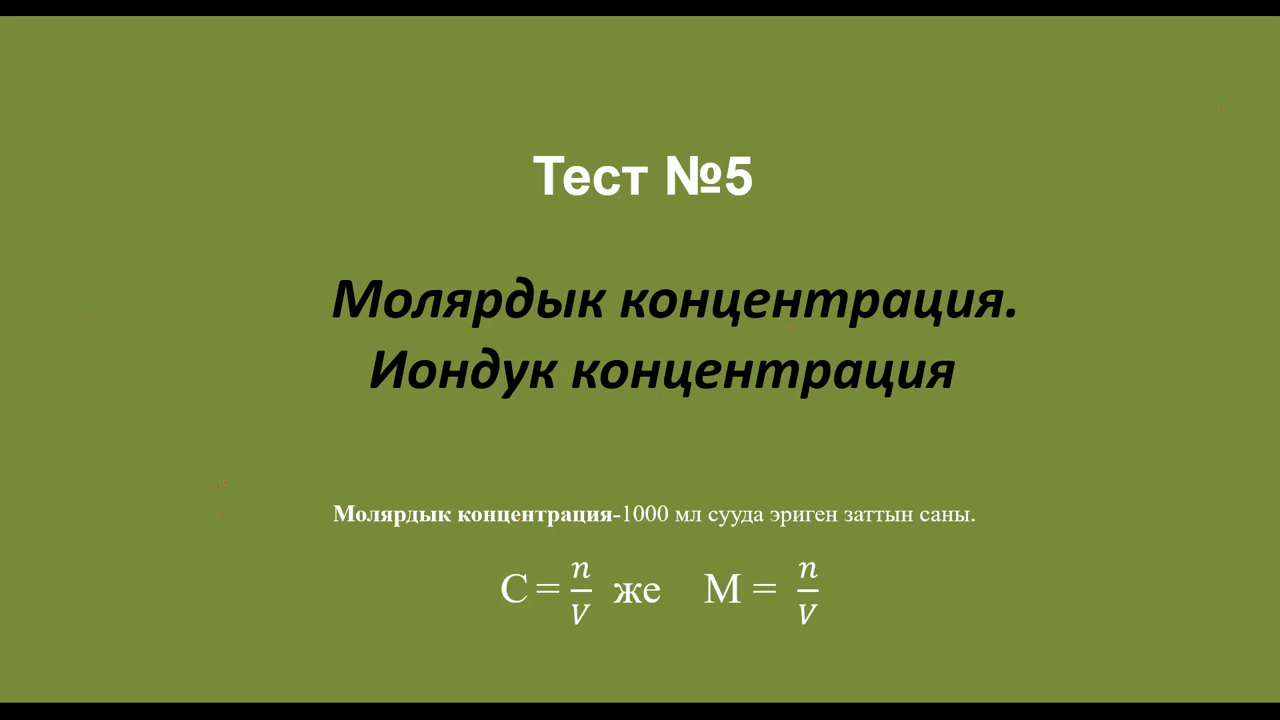 Тест №5
Молярдык концентрация.
Иондук концентрация
Молярдык концентрация-1000 мл сууда эриген заттын саны.
C = n/V же M = n/V